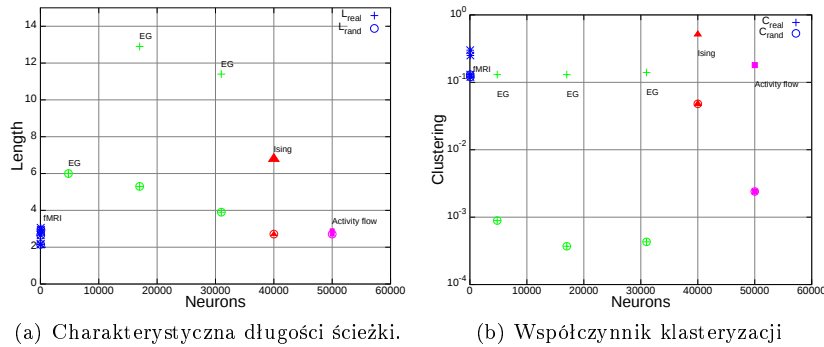 14
12
10
8
6
4
2
0
Length
L_real
L_rand
EG
EG
EG
Ising
fMRI
Activity flow
0 10000 20000 30000 40000 50000 60000
Neurons
(a) Charakterystyczna długości ścieżki.
10^0
10^-1
10^-2
10^-3
10^-4
Clustering
C_real
C_rand
Ising
fMRI
Activity flow
EG
EG
EG
0 10000 20000 30000 40000 50000 60000
Neurons
(b) Współczynnik klasteryzacji